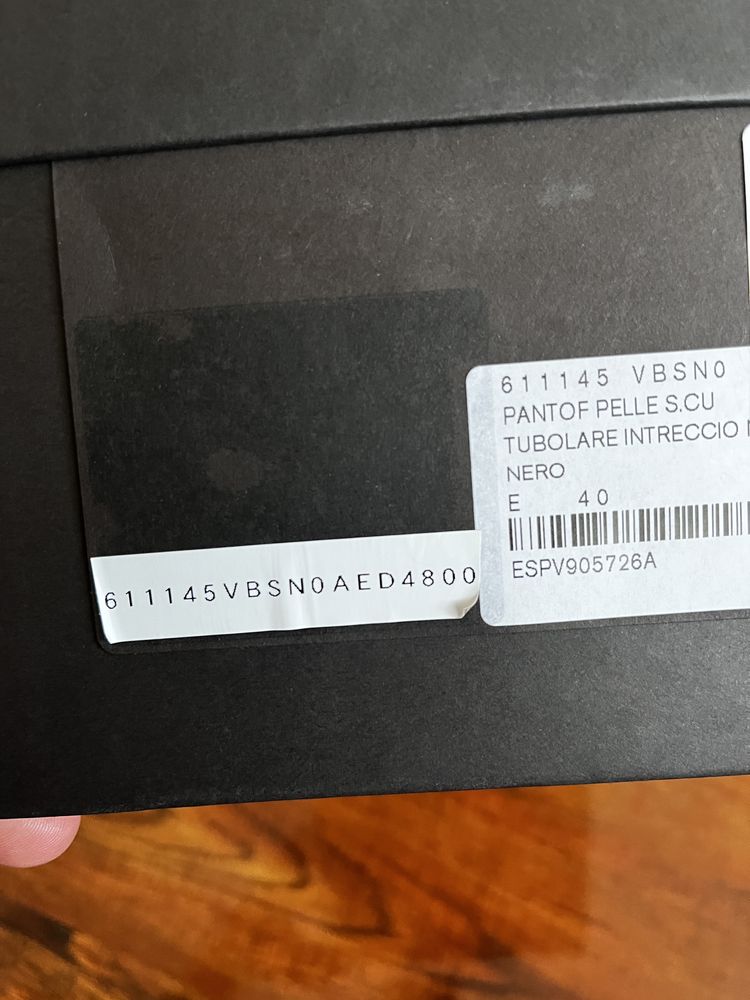 611145 VBSN0
PANTOF PELLE S.CU
TUBOLARE INTRECCIO
NERO
E 40
ESPV905726A
611145VBSN0AED4800